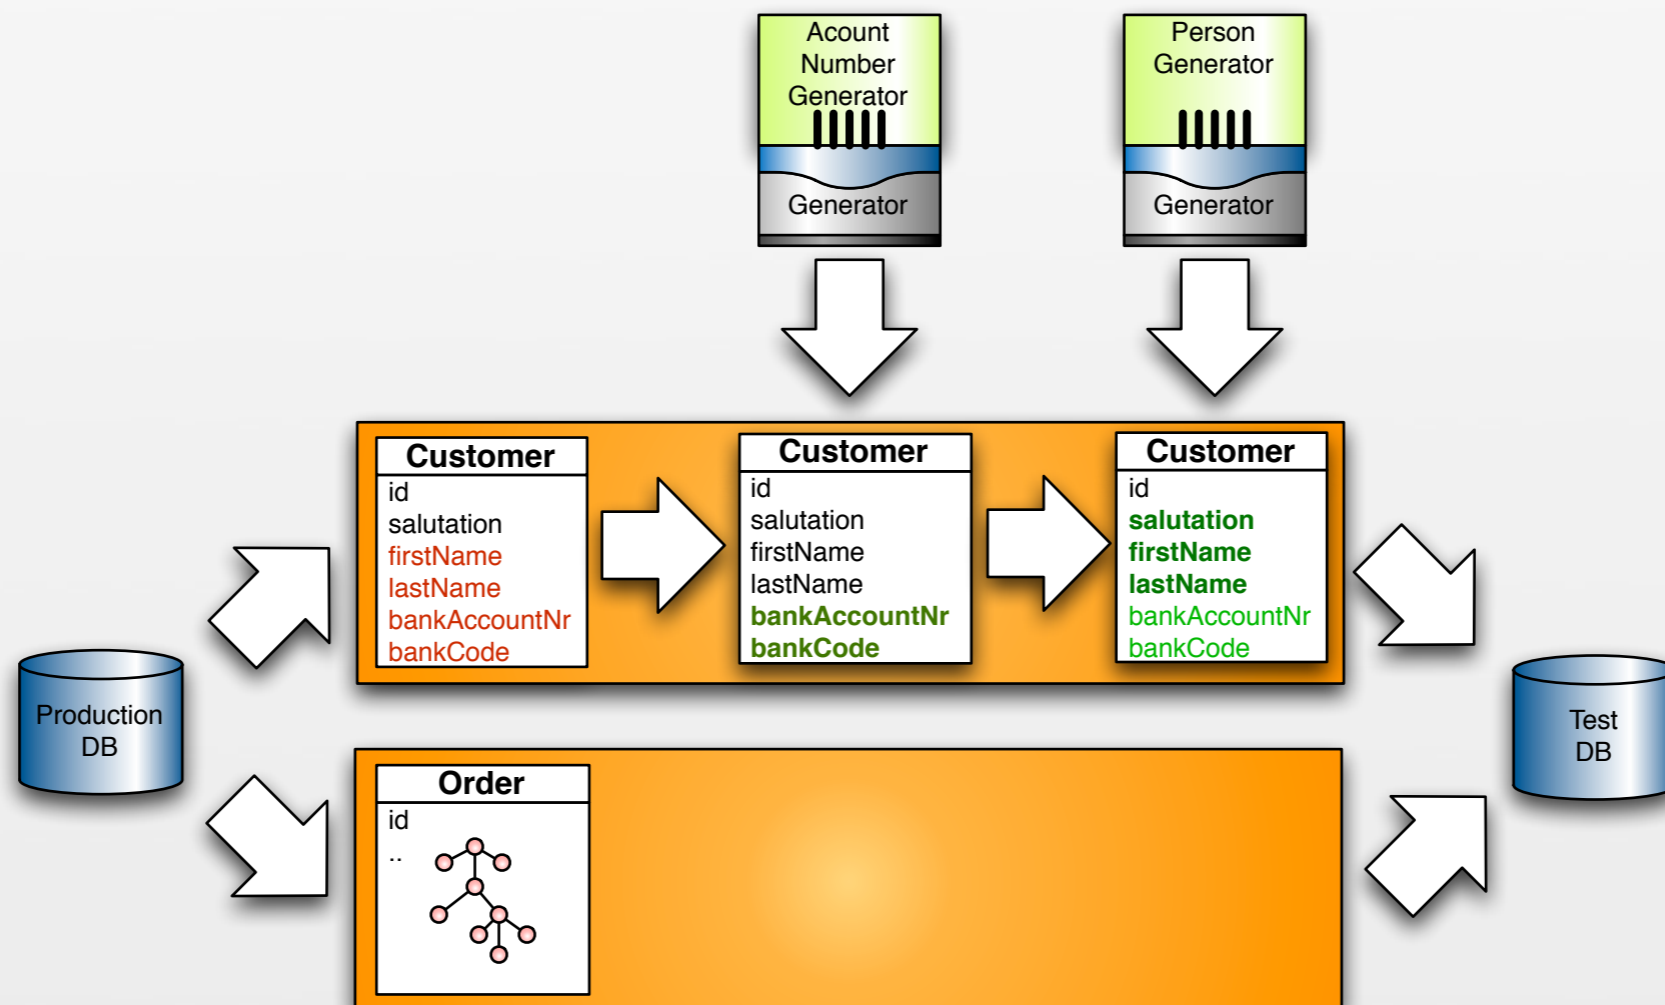 Acount
Number
Generator
Generator
Person
Generator
Generator
Customer
id
salutation
firstName
lastName
bankAccountNr
bankCode
Customer
id
salutation
firstName
lastName
bankAccountNr
bankCode
Customer
id
salutation
firstName
lastName
bankAccountNr
bankCode
Production
DB
Test
DB
Order
id
..